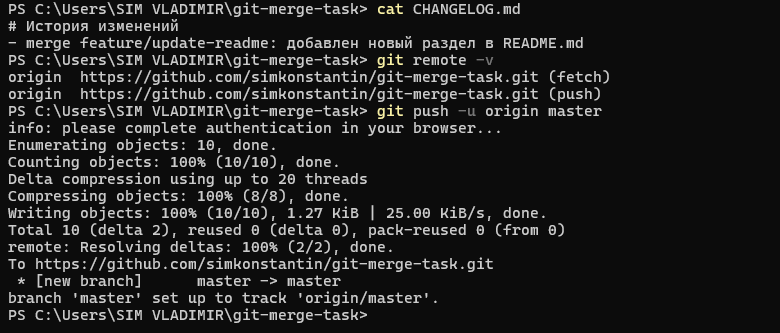 PS C:\Users\SIM VLADIMIR\git-merge-task> cat CHANGELOG.md
# История изменений
- merge feature/update-readme: добавлен новый раздел в README.md
PS C:\Users\SIM VLADIMIR\git-merge-task> git remote -v
origin  https://github.com/simkonstantin/git-merge-task.git (fetch)
origin  https://github.com/simkonstantin/git-merge-task.git (push)
PS C:\Users\SIM VLADIMIR\git-merge-task> git push -u origin master
info: please complete authentication in your browser...
Enumerating objects: 10, done.
Counting objects: 100% (10/10), done.
Delta compression using up to 20 threads
Compressing objects: 100% (8/8), done.
Writing objects: 100% (10/10), 1.27 KiB | 25.00 KiB/s, done.
Total 10 (delta 2), reused 0 (delta 0), pack-reused 0 (from 0)
remote: Resolving deltas: 100% (2/2), done.
To https://github.com/simkonstantin/git-merge-task.git
 * [new branch]      master -> master
branch 'master' set up to track 'origin/master'.
PS C:\Users\SIM VLADIMIR\git-merge-task>